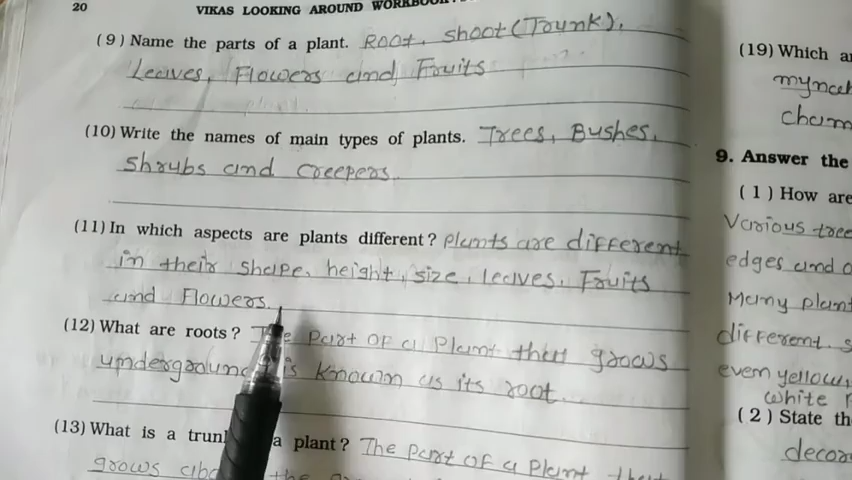 20
VIKAS LOOKING AROUND WORKBOOK
(9) Name the parts of a plant. Root, shoot (Trunk),
Leaves, Flowers and Fruits
(10) Write the names of main types of plants. Trees, Bushes,
Shrubs and creepers
(11) In which aspects are plants different? plants are different
in their shape, height, size, leaves, Fruits
and Flowers.
(12) What are roots? The part of a plant that grows
underground is known as its root.
(13) What is a trunk a plant? The part of a plant that
grows the
(19) Which
9. Answer the
(1) How are
Various
edges and
Many
different.
even yellow,
white
(2) State